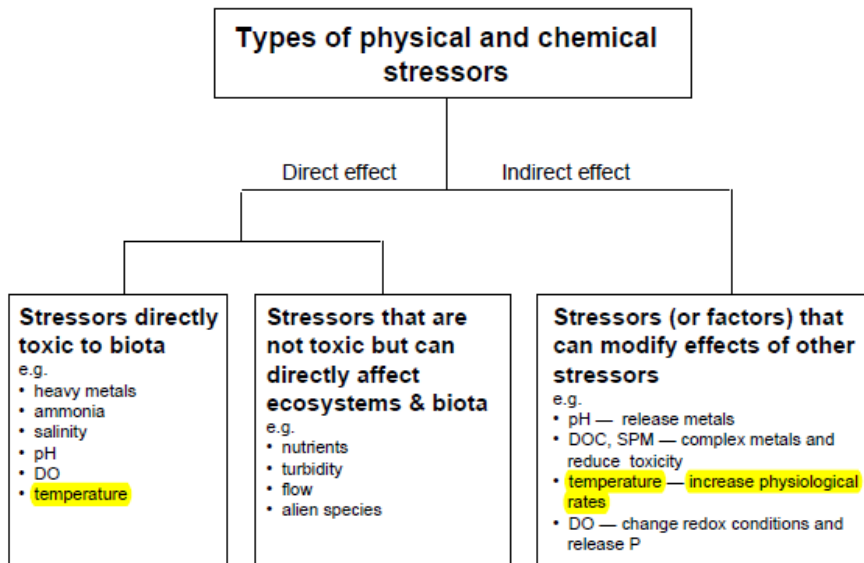 Types of physical and chemical
stressors
Direct effect
Indirect effect
Stressors directly
toxic to biota
e.g.
• heavy metals
• ammonia
• salinity
• pH
• DO
• temperature
Stressors that are
not toxic but can
directly affect
ecosystems & biota
e.g.
• nutrients
• turbidity
• flow
• alien species
Stressors (or factors) that
can modify effects of other
stressors
e.g.
• pH — release metals
• DOC, SPM — complex metals and
reduce toxicity
• temperature — increase physiological
rates
• DO — change redox conditions and
release P